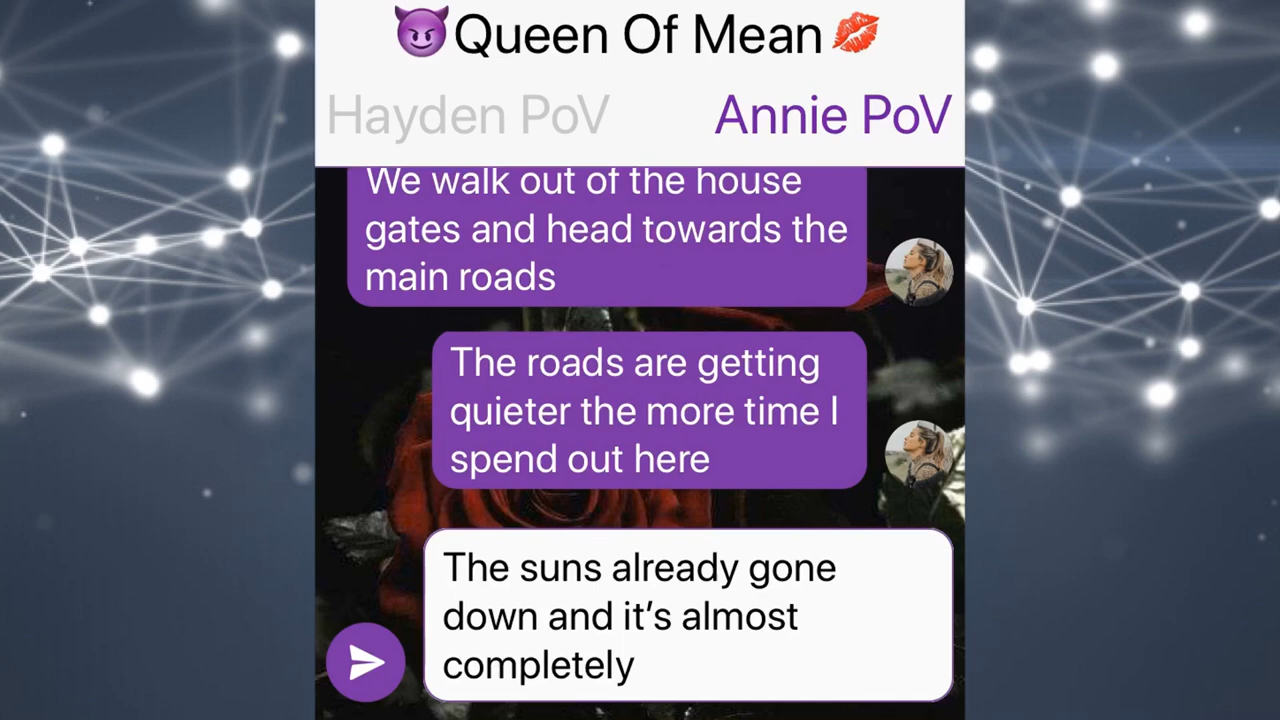 😈Queen Of Mean💋
Hayden PoV
Annie PoV
We walk out of the house
gates and head towards the
main roads
The roads are getting
quieter the more time I
spend out here
The suns already gone
down and it’s almost
completely